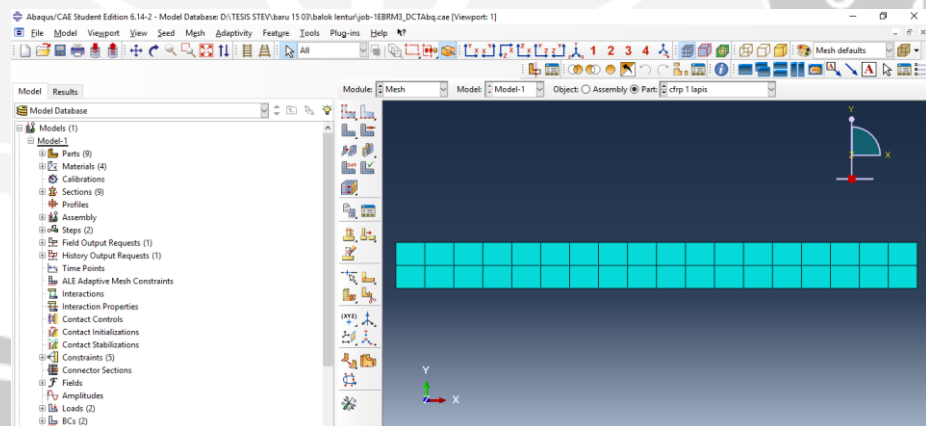 Abaqus/CAE Student Edition 6.14-2 - Model Database: D:\TESIS STEV\baru 15 03\balok lentur\job-1EBRM3_DCTAbq.cae [Viewport: 1]
File Model Viewport View Seed Mesh Adaptivity Feature Tools Plug-ins Help
All 1 2 3 4 Mesh defaults
Model Results
Module: Mesh Model: Model-1 Object: Assembly Part: cfrp 1 lapis
Model Database
Models (1)
Model-1
Parts (9)
Materials (4)
Calibrations
Sections (9)
Profiles
Assembly
Steps (2)
Field Output Requests (1)
History Output Requests (1)
Time Points
ALE Adaptive Mesh Constraints
Interactions
Interaction Properties
Contact Controls
Contact Initializations
Contact Stabilizations
Constraints (5)
Connector Sections
Fields
Amplitudes
Loads (2)
BCs (2)
(XYZ)
Y
X
Z
Y
X